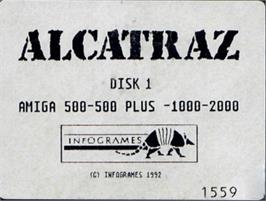 ALCATRAZ
DISK 1
AMIGA 500-500 PLUS -1000-2000
INFOGRAMES
(C) INFOGRAMES 1992
1559